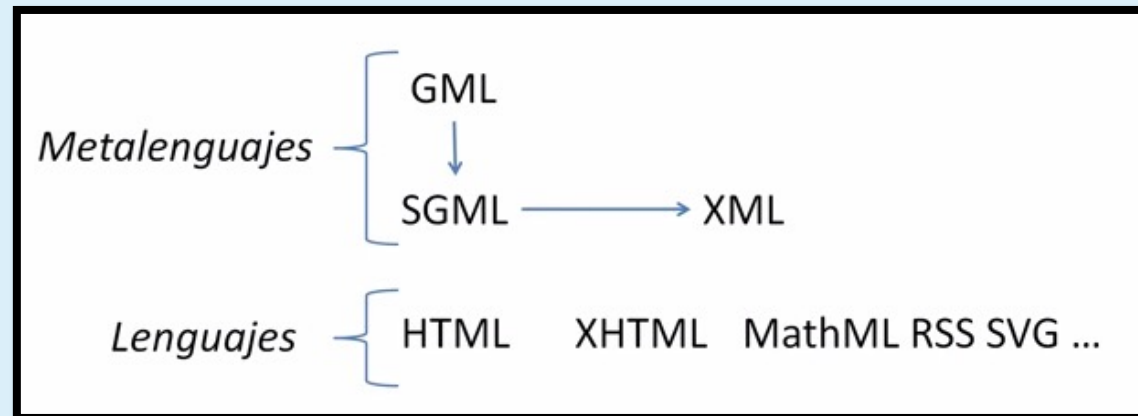 GML
Metalenguajes
SGML XML
Lenguajes HTML XHTML MathML RSS SVG ...